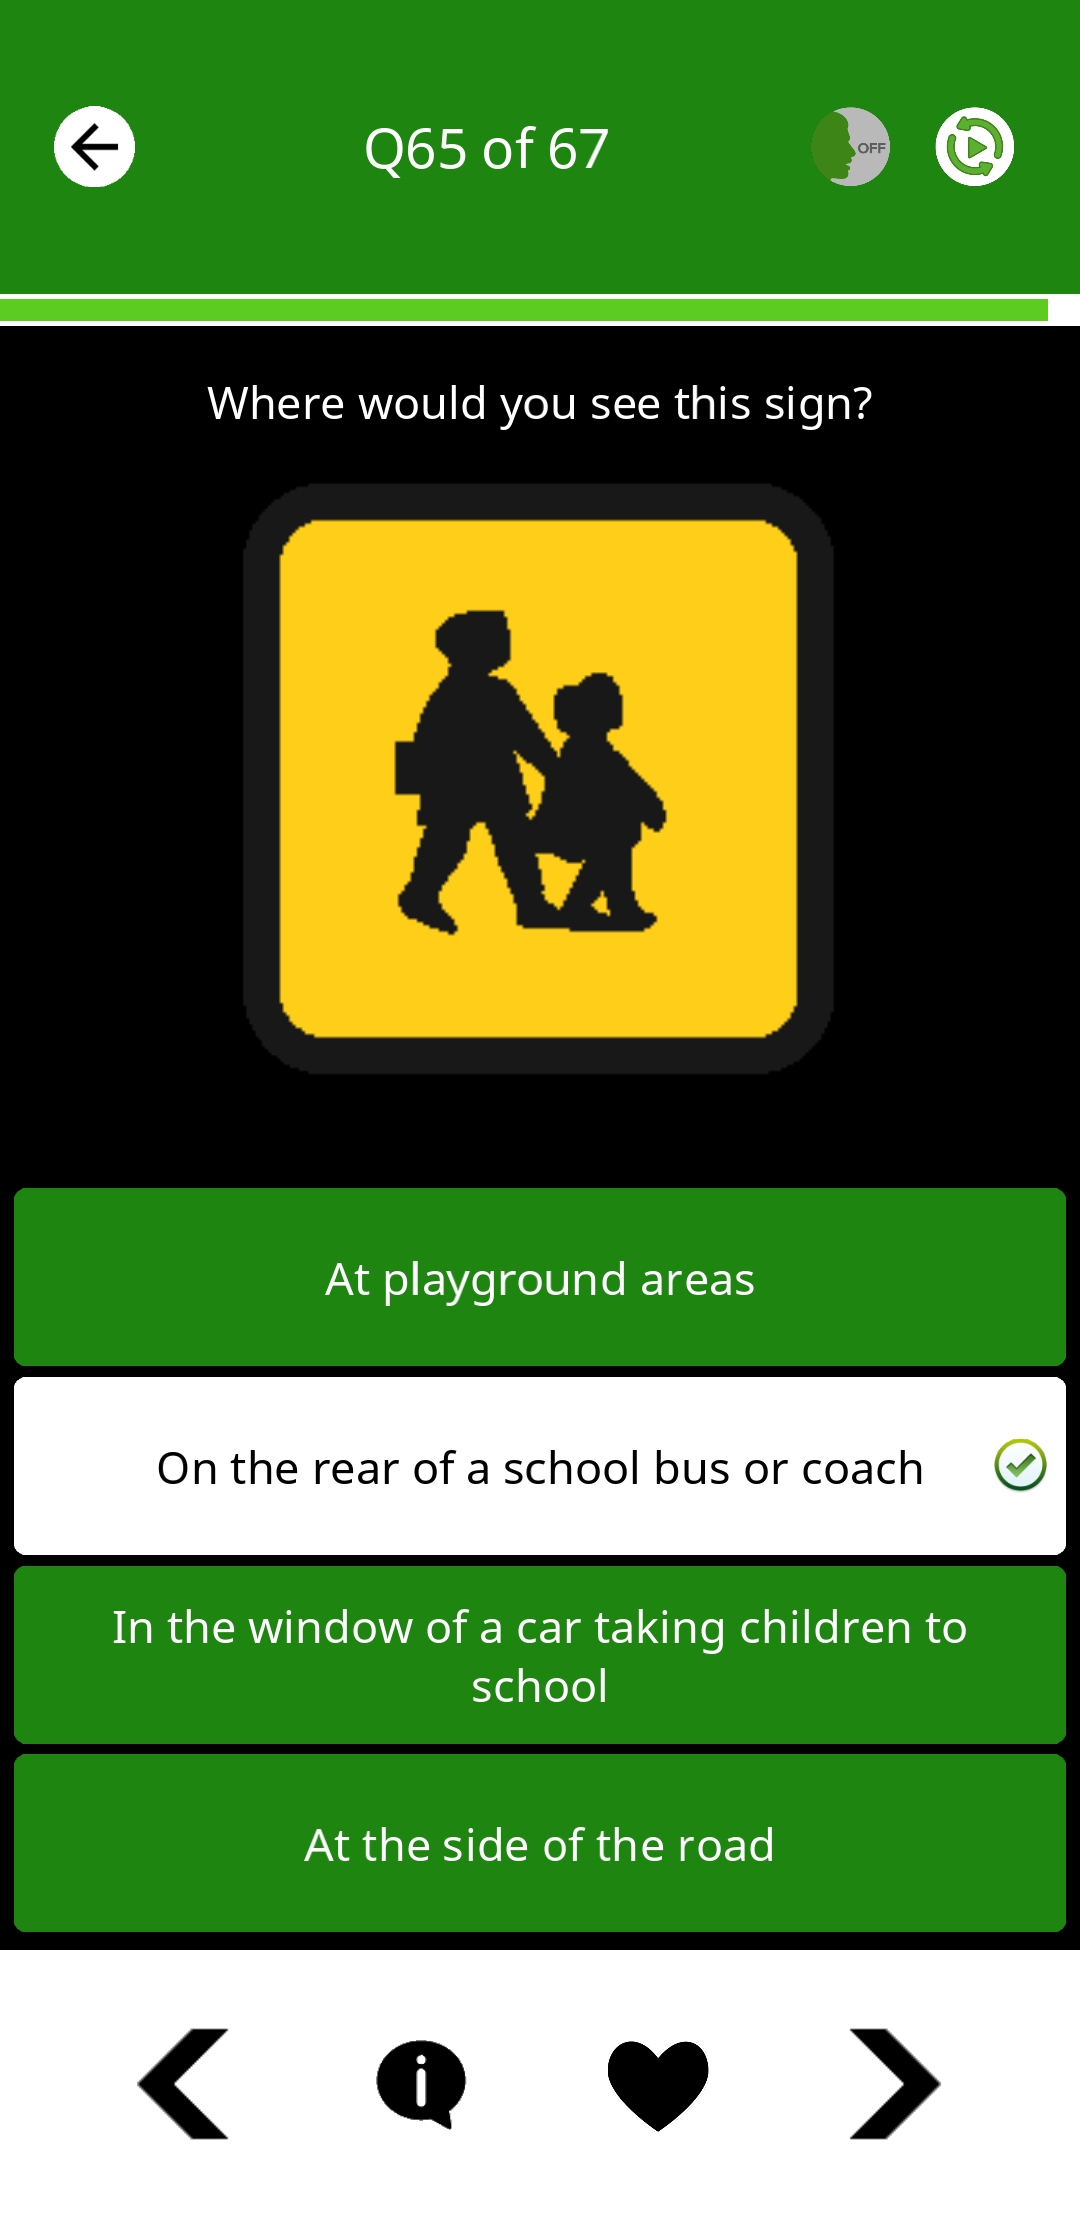 Q65 of 67
OFF
Where would you see this sign?
At playground areas
On the rear of a school bus or coach
In the window of a car taking children to
school
At the side of the road